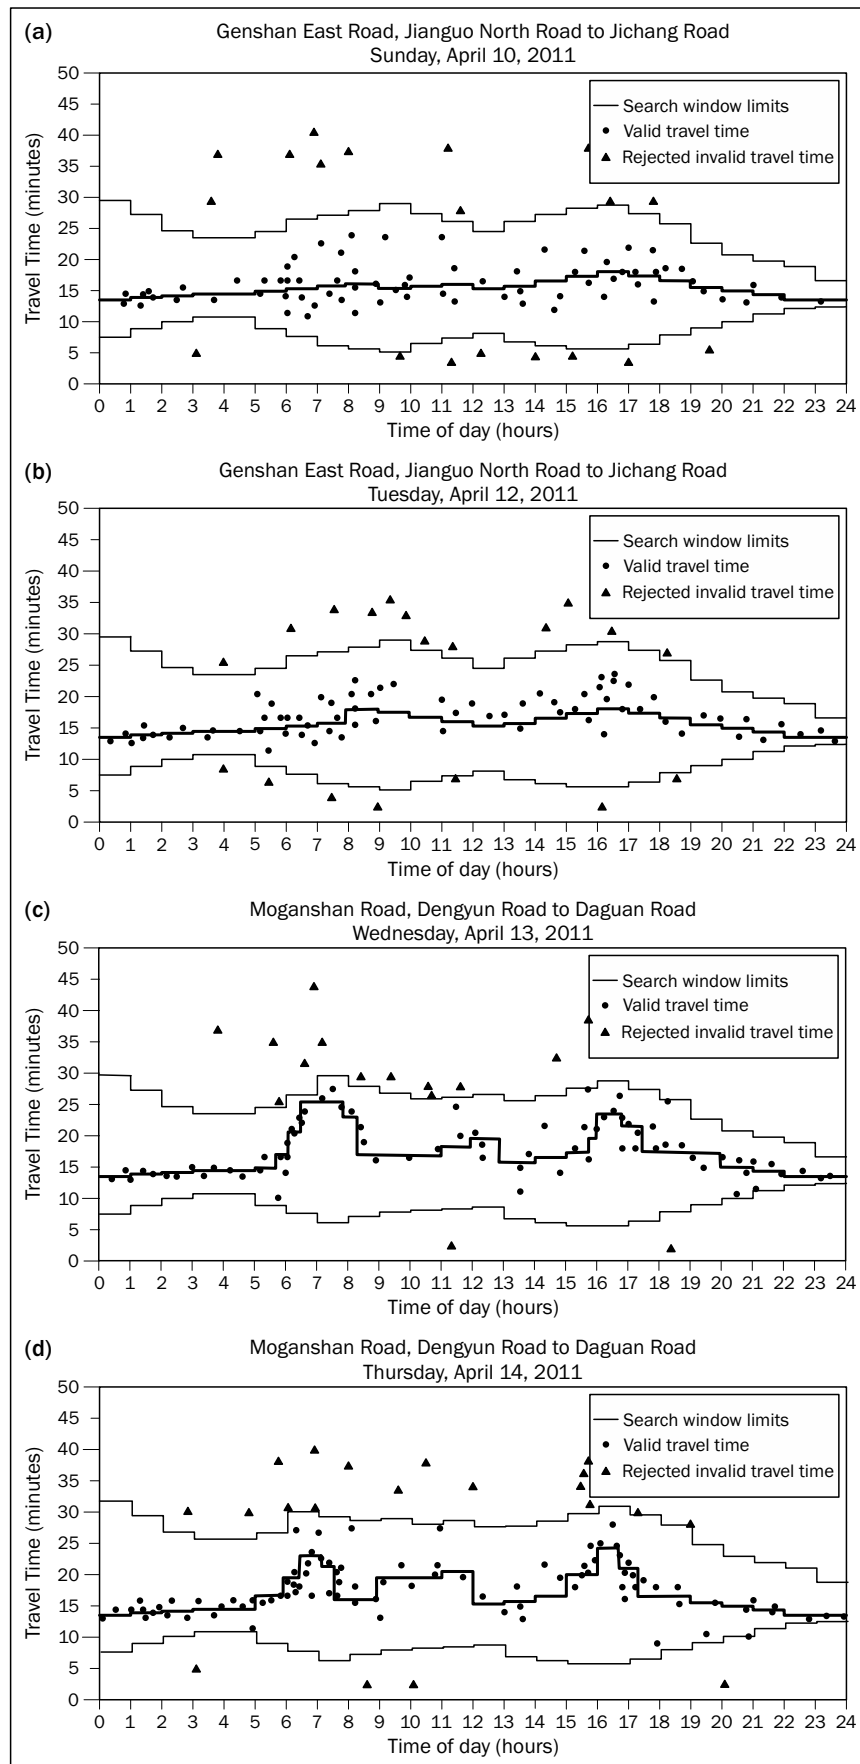 (a) Genshan East Road, Jianguo North Road to Jichang Road
Sunday, April 10, 2011
Travel Time (minutes)
50
45
40
35
30
25
20
15
10
5
0
Search window limits
Valid travel time
Rejected invalid travel time
0 1 2 3 4 5 6 7 8 9 10 11 12 13 14 15 16 17 18 19 20 21 22 23 24
Time of day (hours)
(b) Genshan East Road, Jianguo North Road to Jichang Road
Tuesday, April 12, 2011
Travel Time (minutes)
50
45
40
35
30
25
20
15
10
5
0
Search window limits
Valid travel time
Rejected invalid travel time
0 1 2 3 4 5 6 7 8 9 10 11 12 13 14 15 16 17 18 19 20 21 22 23 24
Time of day (hours)
(c) Moganshan Road, Dengyun Road to Daguan Road
Wednesday, April 13, 2011
Travel Time (minutes)
50
45
40
35
30
25
20
15
10
5
0
Search window limits
Valid travel time
Rejected invalid travel time
0 1 2 3 4 5 6 7 8 9 10 11 12 13 14 15 16 17 18 19 20 21 22 23 24
Time of day (hours)
(d) Moganshan Road, Dengyun Road to Daguan Road
Thursday, April 14, 2011
Travel Time (minutes)
50
45
40
35
30
25
20
15
10
5
0
Search window limits
Valid travel time
Rejected invalid travel time
0 1 2 3 4 5 6 7 8 9 10 11 12 13 14 15 16 17 18 19 20 21 22 23 24
Time of day (hours)